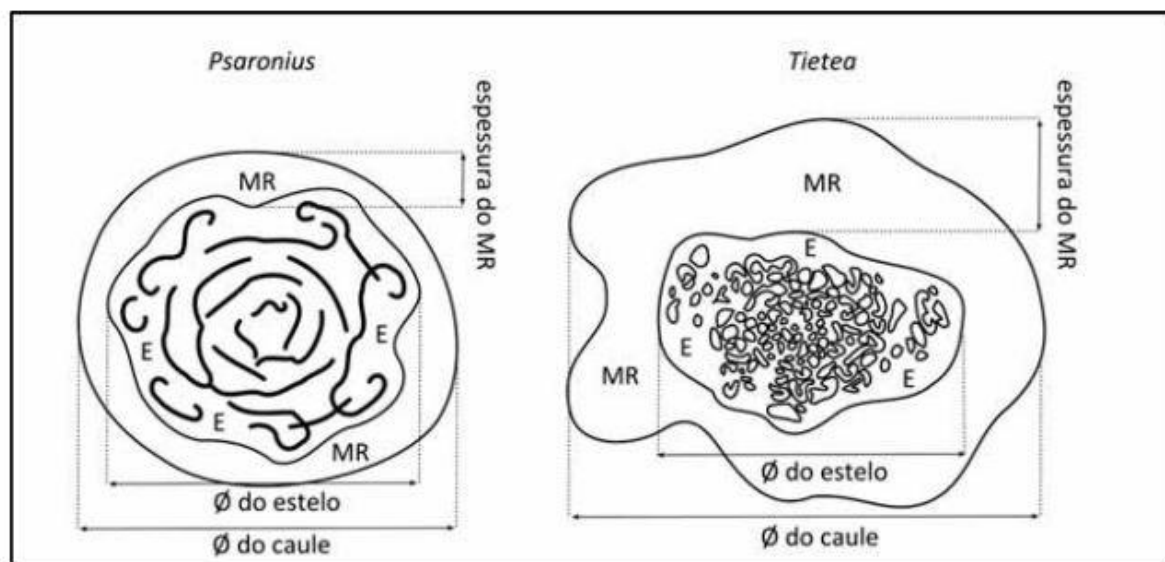 Psaronius
espessura do MR
MR
E
E
E
MR
Ø do estelo
Ø do caule
Tietea
espessura do MR
MR
E
E
E
MR
Ø do estelo
Ø do caule